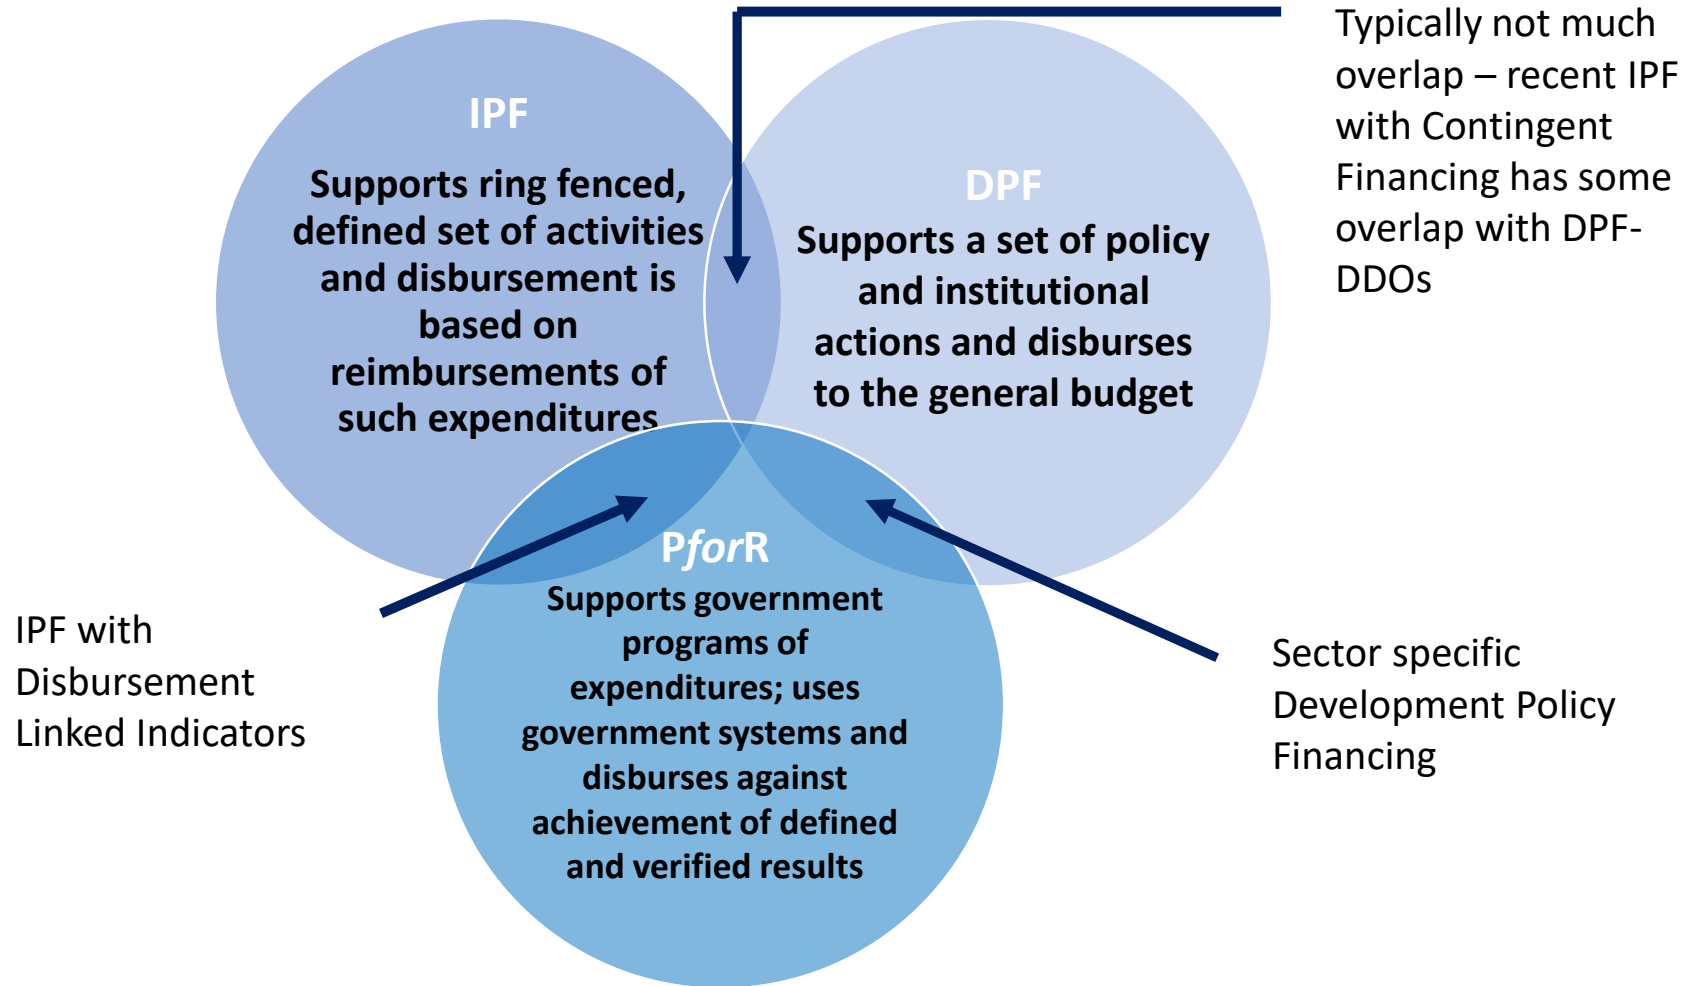 IPF
Supports ring fenced,
defined set of activities
and disbursement is
based on
reimbursements of
such expenditures
DPF
Supports a set of policy
and institutional
actions and disburses
to the general budget
Typically not much
overlap – recent IPF
with Contingent
Financing has some
overlap with DPF-
DDOs
PforR
Supports government
programs of
expenditures; uses
government systems and
disburses against
achievement of defined
and verified results
IPF with
Disbursement
Linked Indicators
Sector specific
Development Policy
Financing